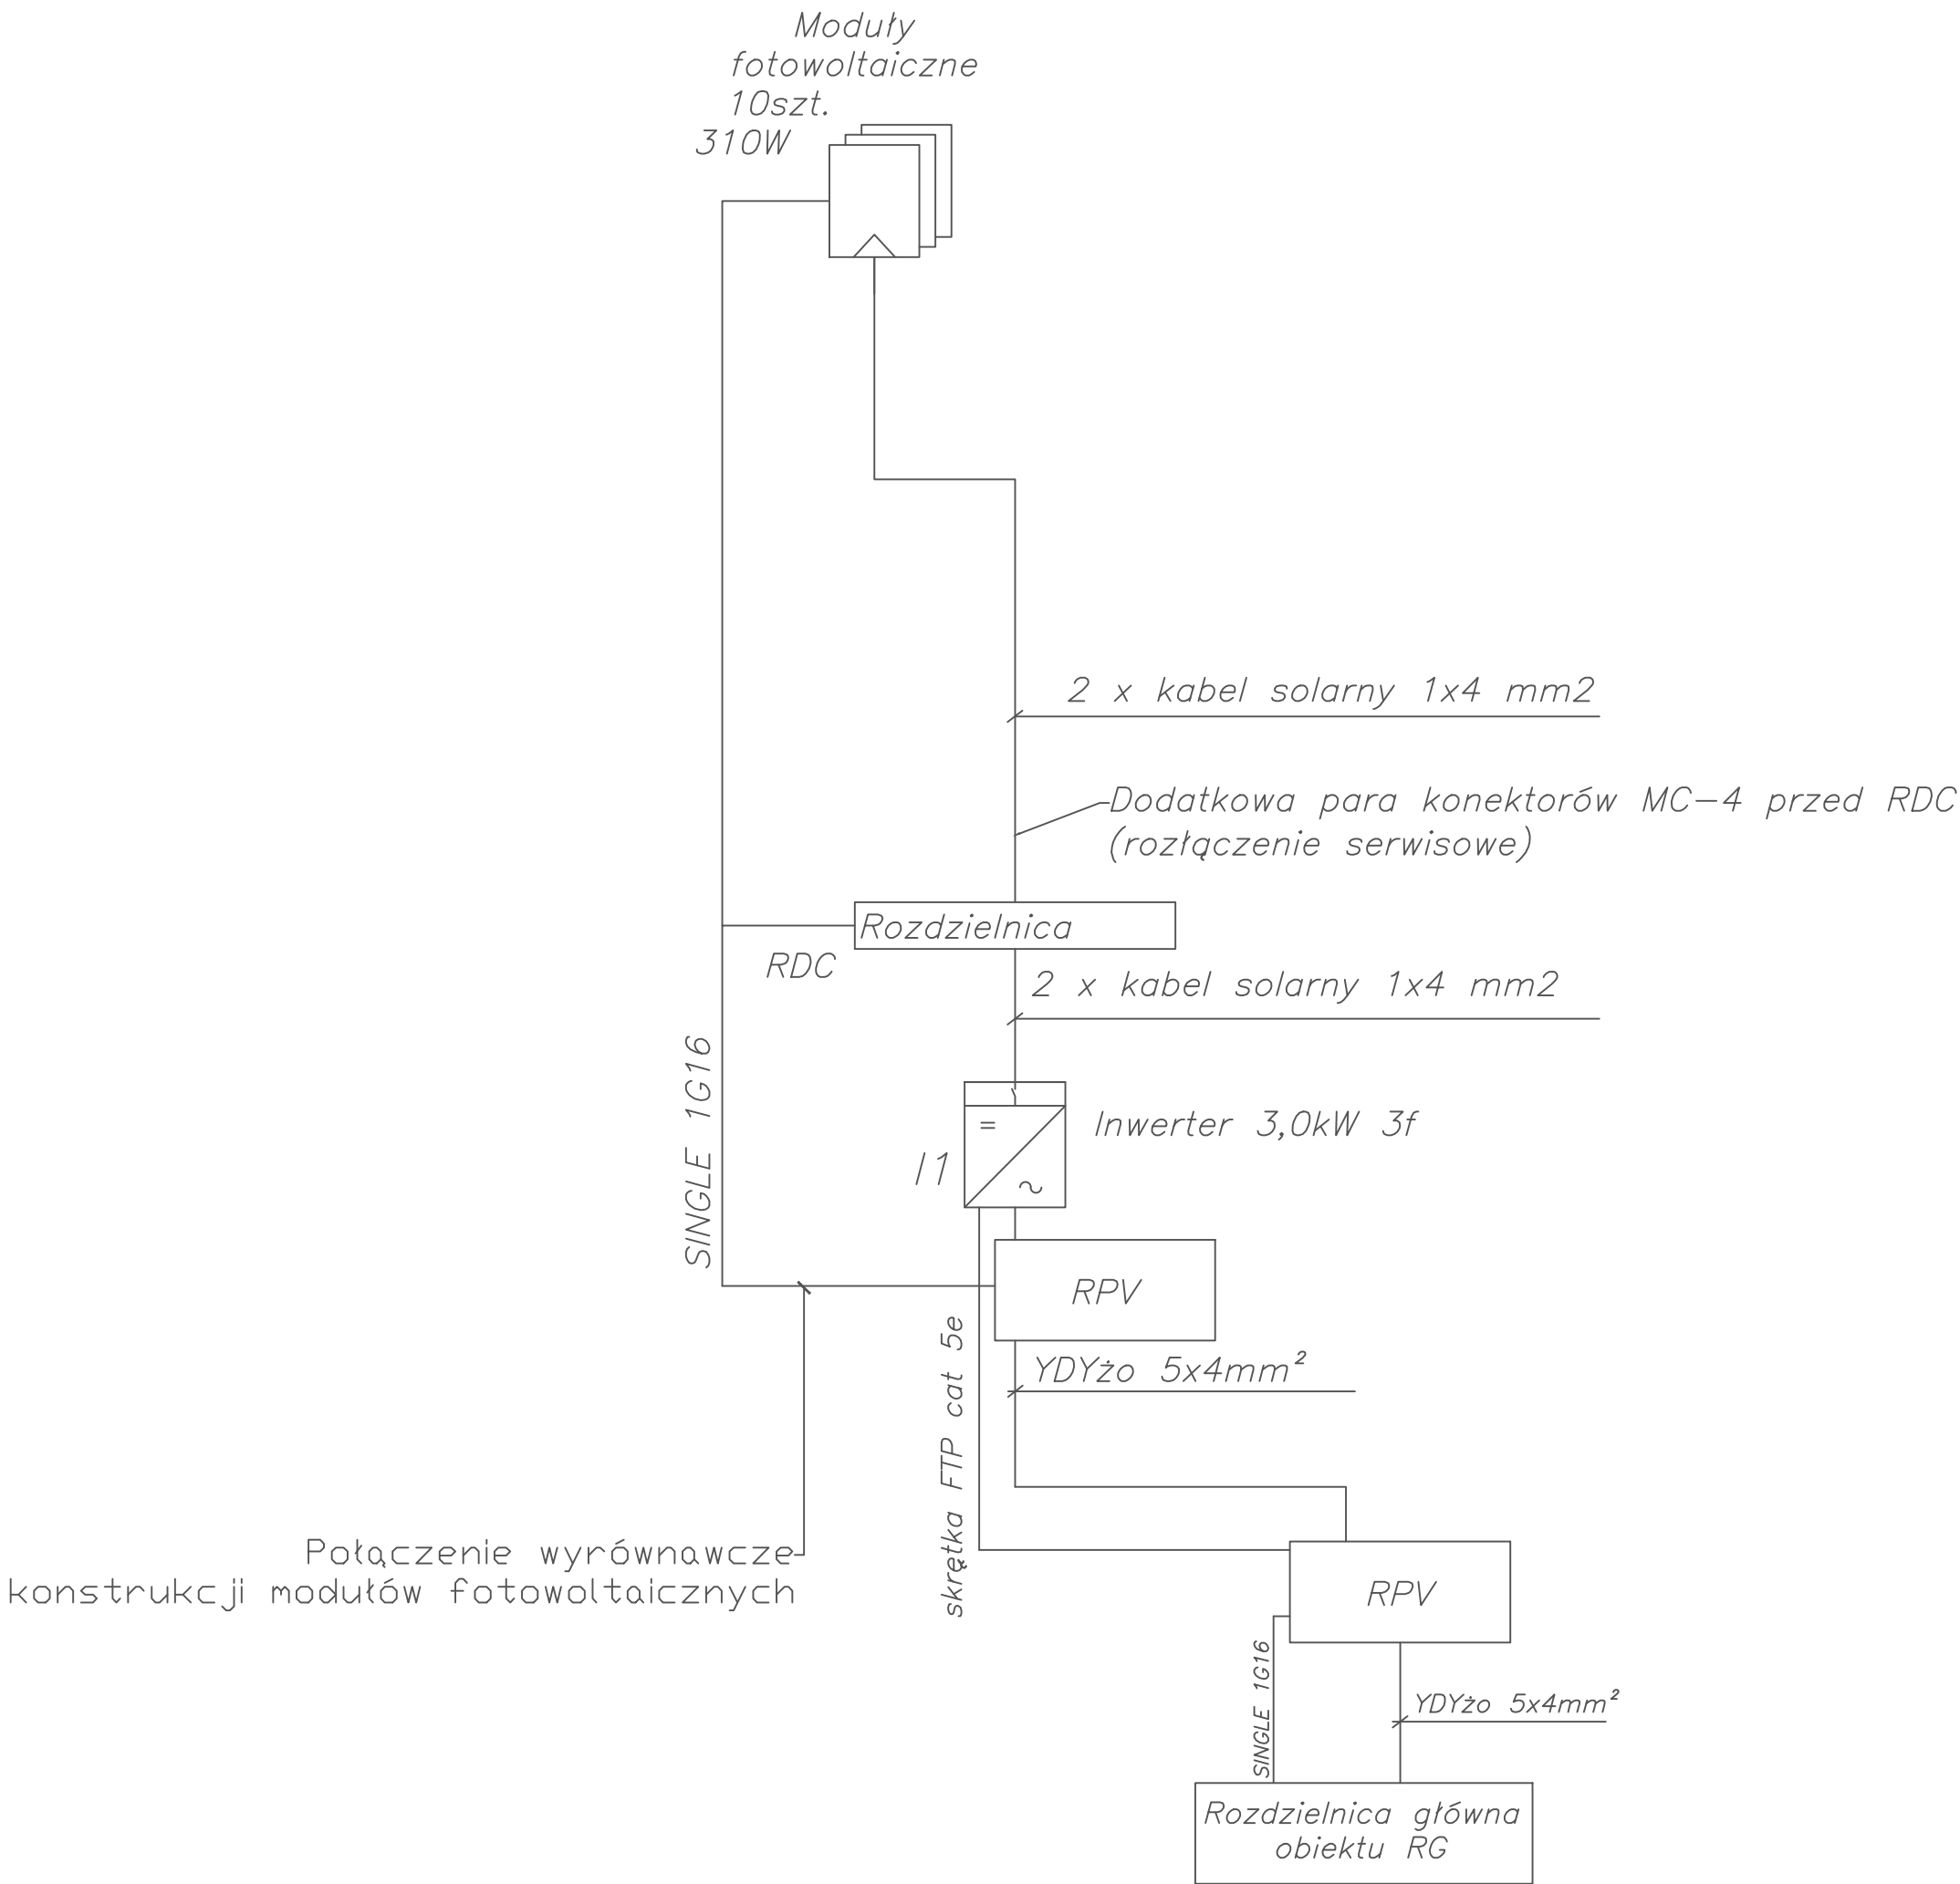 Moduły
fotowoltaiczne
10szt.
310W
2 x kabel solarny 1x4 mm2
Dodatkowa para konektorów MC-4 przed RDC
(rozłączenie serwisowe)
Rozdzielnica
RDC
2 x kabel solarny 1x4 mm2
SINGLE 1G16
=
Inwerter 3,0kW 3f
I1
~
RPV
skrętka FTP cat 5e
YDYżo 5x4mm²
Połączenie wyrównawcze
konstrukcji modułów fotowoltaicznych
RPV
SINGLE 1G16
YDYżo 5x4mm²
Rozdzielnica główna
obiektu RG